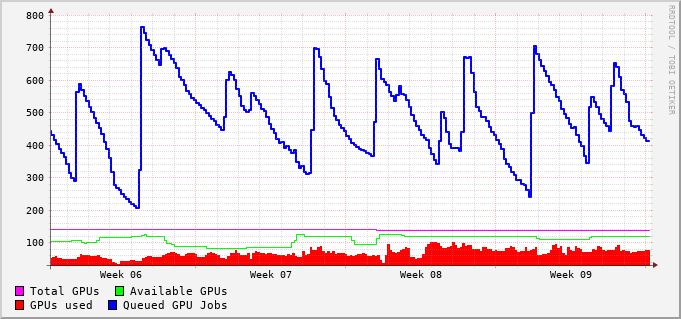 800
700
600
500
400
300
200
100
Week 06 Week 07 Week 08 Week 09
Total GPUs Available GPUs
GPUs used Queued GPU Jobs
RRDTOOL / TOBI OETIKER